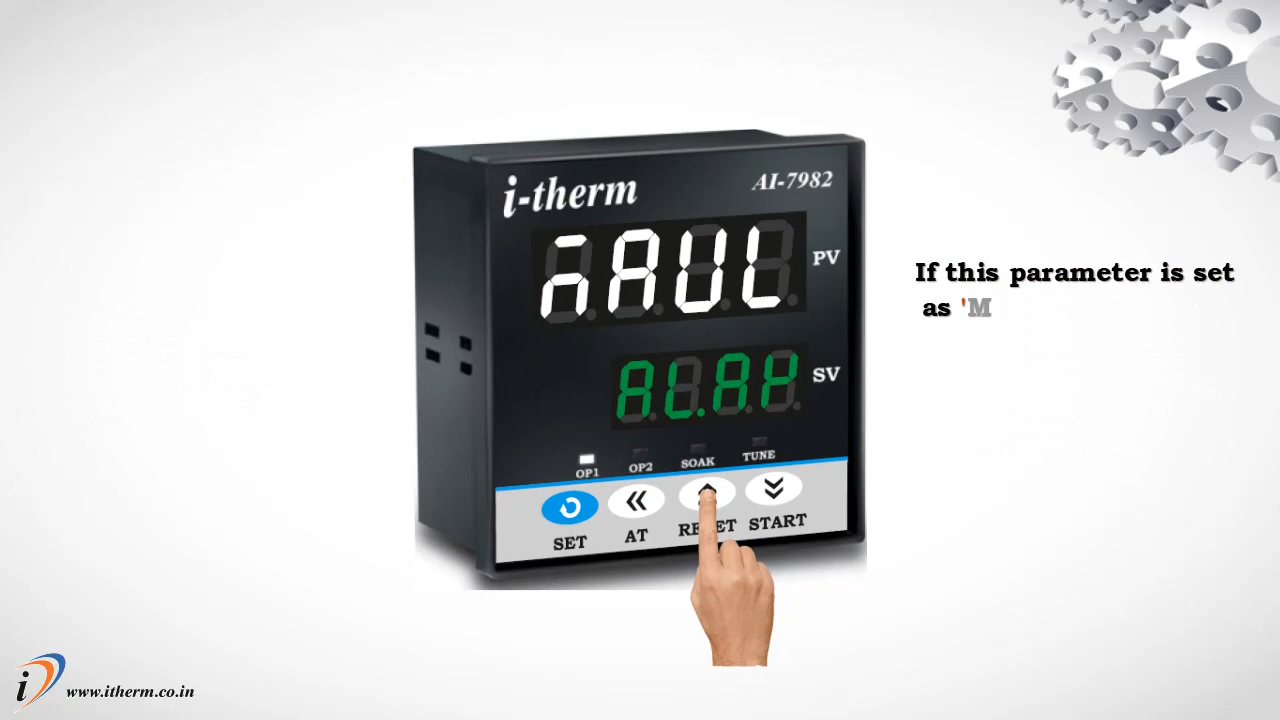 i-therm
AI-7982
nAUL
PV
If this parameter is set
as 'M
AL.AY
SV
OP1 OP2 SOAK TUNE
SET AT RESET START
i www.itherm.co.in